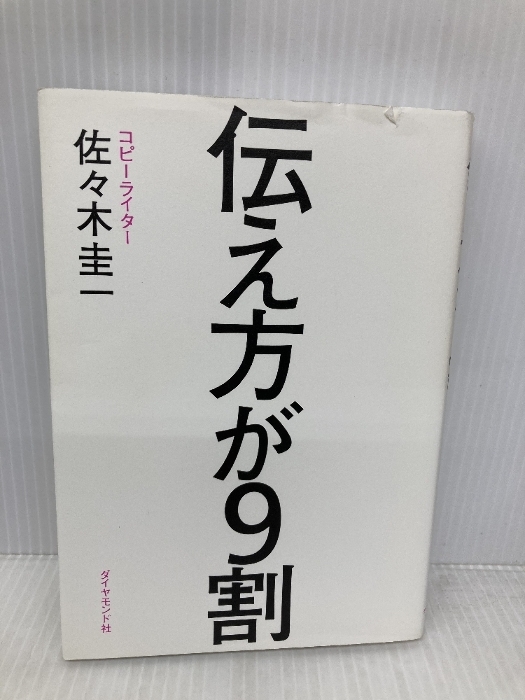 伝え方が9割
コピーライター
佐々木圭一
ダイヤモンド社